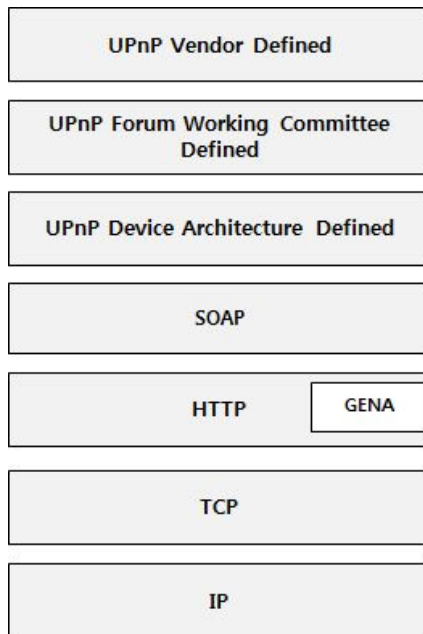 UPnP Vendor Defined
UPnP Forum Working Committee
Defined
UPnP Device Architecture Defined
SOAP
HTTP
GENA
TCP
IP